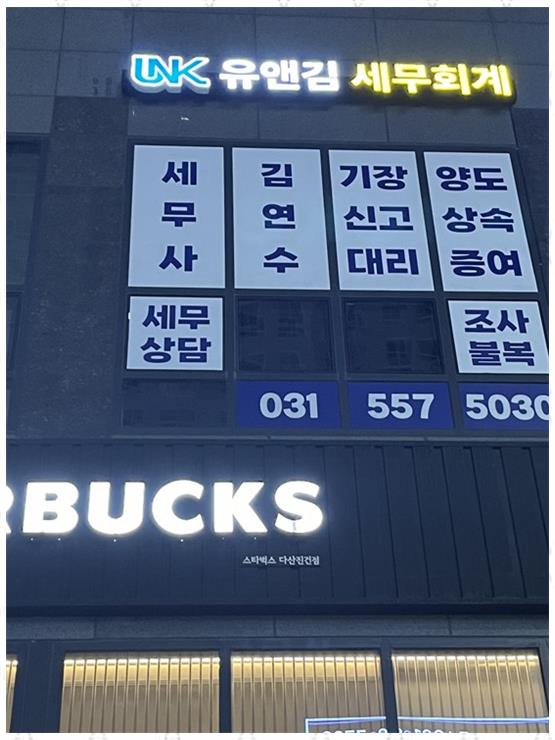 UNK 유앤김 세무회계
세무사
김연수
기장
신고
대리
양도
상속
증여
세무
상담
조사
불복
031 557 5030
RBUCKS
스타벅스 다산진건점